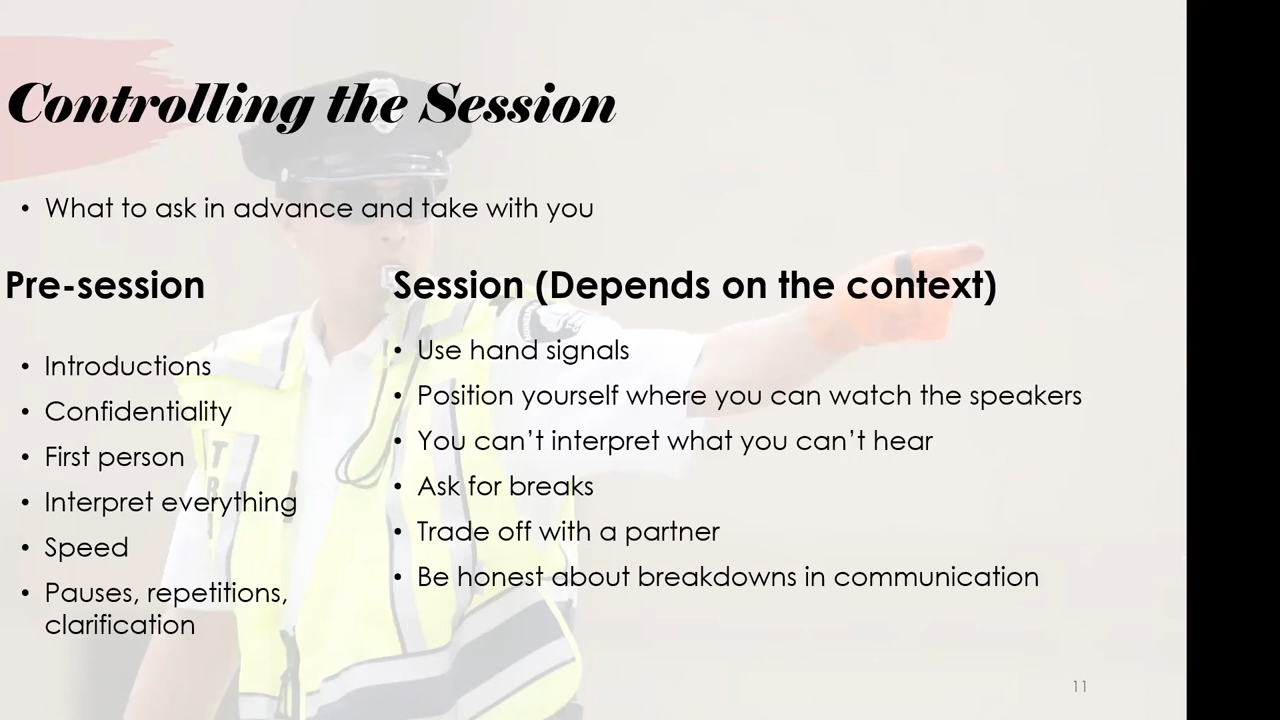 Controlling the Session
• What to ask in advance and take with you
Pre-session
• Introductions
• Confidentiality
• First person
• Interpret everything
• Speed
• Pauses, repetitions,
clarification
Session (Depends on the context)
• Use hand signals
• Position yourself where you can watch the speakers
• You can’t interpret what you can’t hear
• Ask for breaks
• Trade off with a partner
• Be honest about breakdowns in communication
11